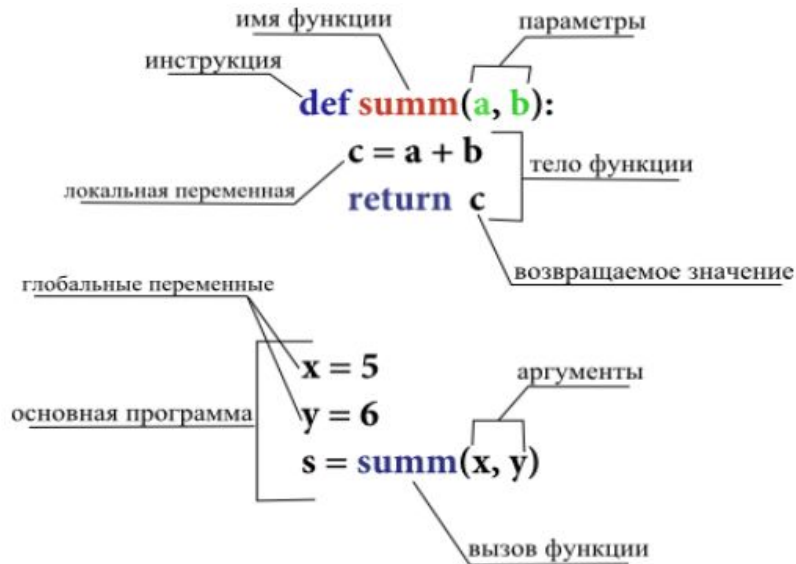 имя функции
параметры
инструкция
def summ(a, b):
c = a + b
тело функции
локальная переменная
return c
возвращаемое значение
глобальные переменные
x = 5
аргументы
основная программа
y = 6
s = summ(x, y)
вызов функции